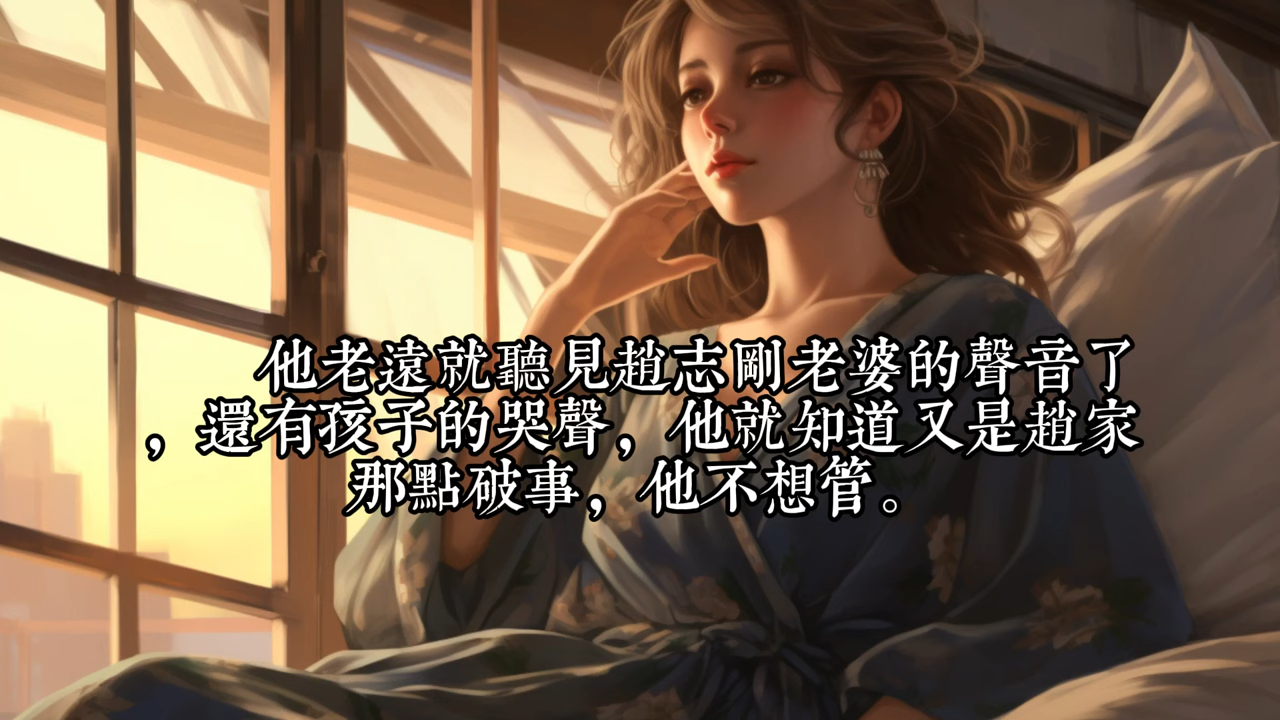 他老遠就聽見趙志剛老婆的聲音了
，還有孩子的哭聲，他就知道又是趙家
那點破事，他不想管。